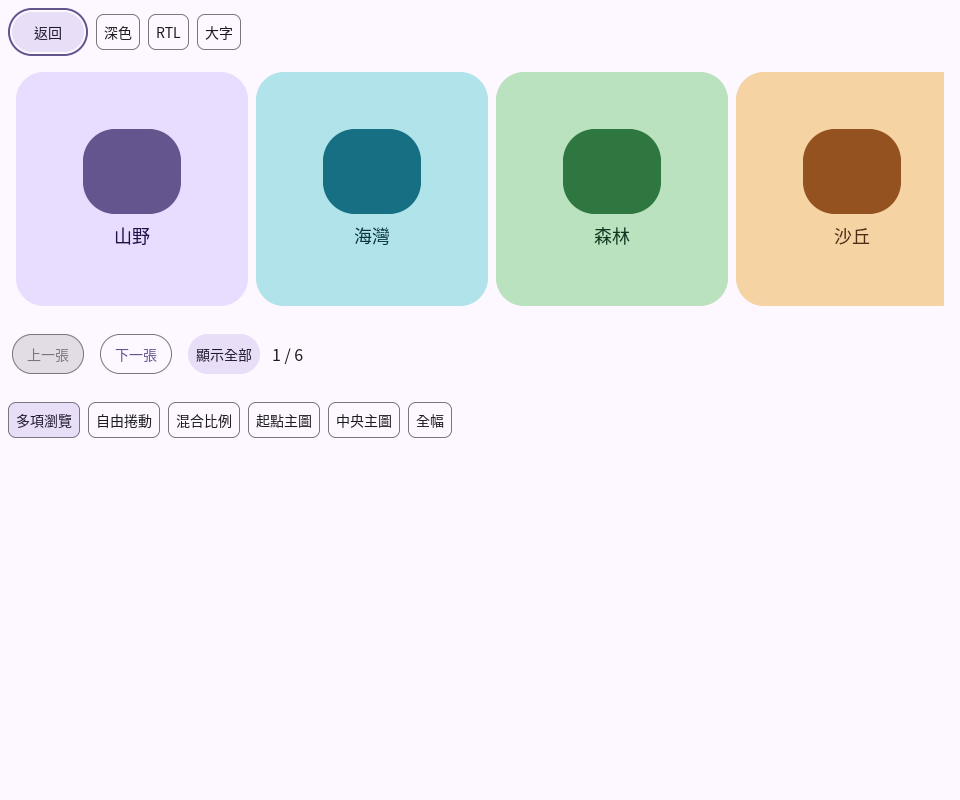 返回 深色 RTL 大字
山野 海灣 森林 沙丘
上一張 下一張 顯示全部 1 / 6
多項瀏覽 自由捲動 混合比例 起點主圖 中央主圖 全幅